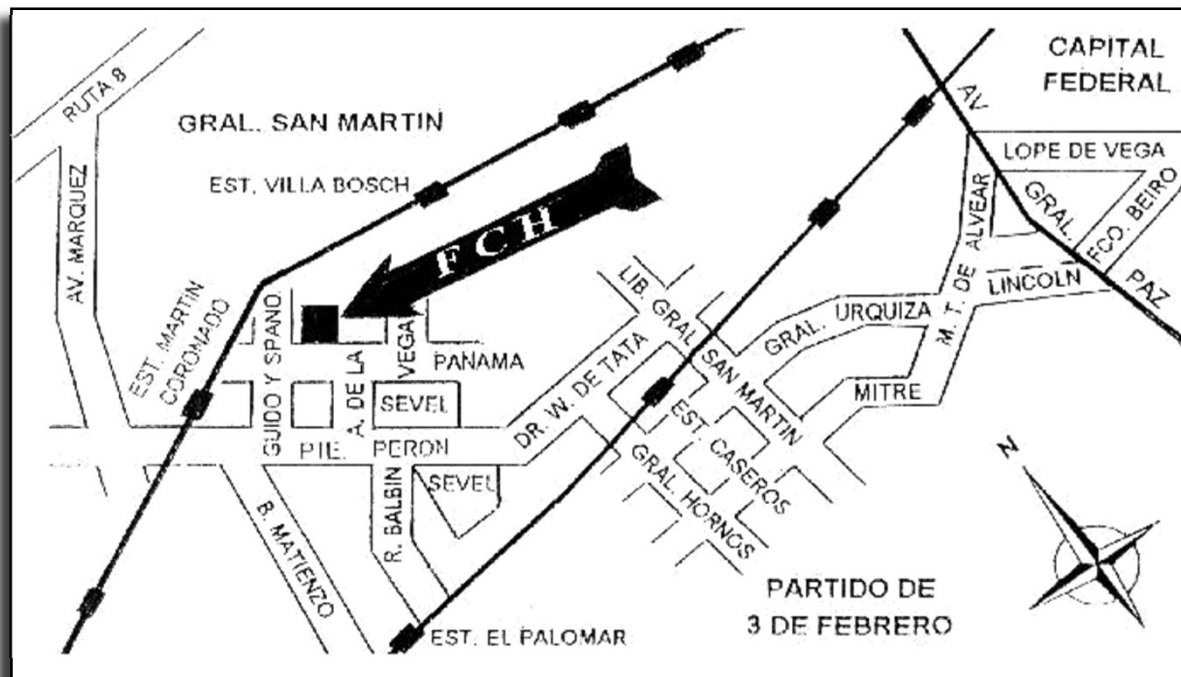 CAPITAL
FEDERAL
RUTA 8
GRAL. SAN MARTIN
AV
LOPE DE VEGA
EST. VILLA BOSCH
AV. MARQUEZ
FCH
GRAL.
FCO. BEIRO
PAZ
M. T. DE ALVEAR
LINCOLN
LIB. GRAL SAN MARTIN
GRAL. URQUIZA
EST. MARTIN
CORONADO
GUIDO Y SPANO.
A. DE LA
VEGA
PAÑAMA
SEVEL
DR. W. DE TATA
MITRE
PTE. PERON
EST. CASEROS
SEVEL
GRAL. HORNOS
R. BALBIN
B. MATIENZO
N
PARTIDO DE
3 DE FEBRERO
EST. EL PALOMAR